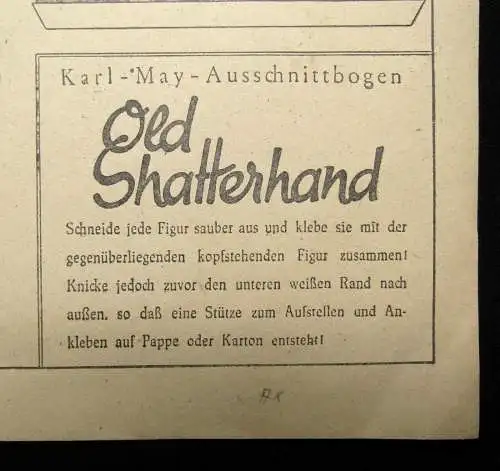 Karl-May-Ausschnittbogen
Old
Shatterhand
Schneide jede Figur sauber aus und klebe sie mit der
gegenüberliegenden kopfstehenden Figur zusammen!
Knicke jedoch zuvor den unteren weißen Rand nach
außen, so daß eine Stütze zum Aufstellen und An-
kleben auf Pappe oder Karton entsteht!